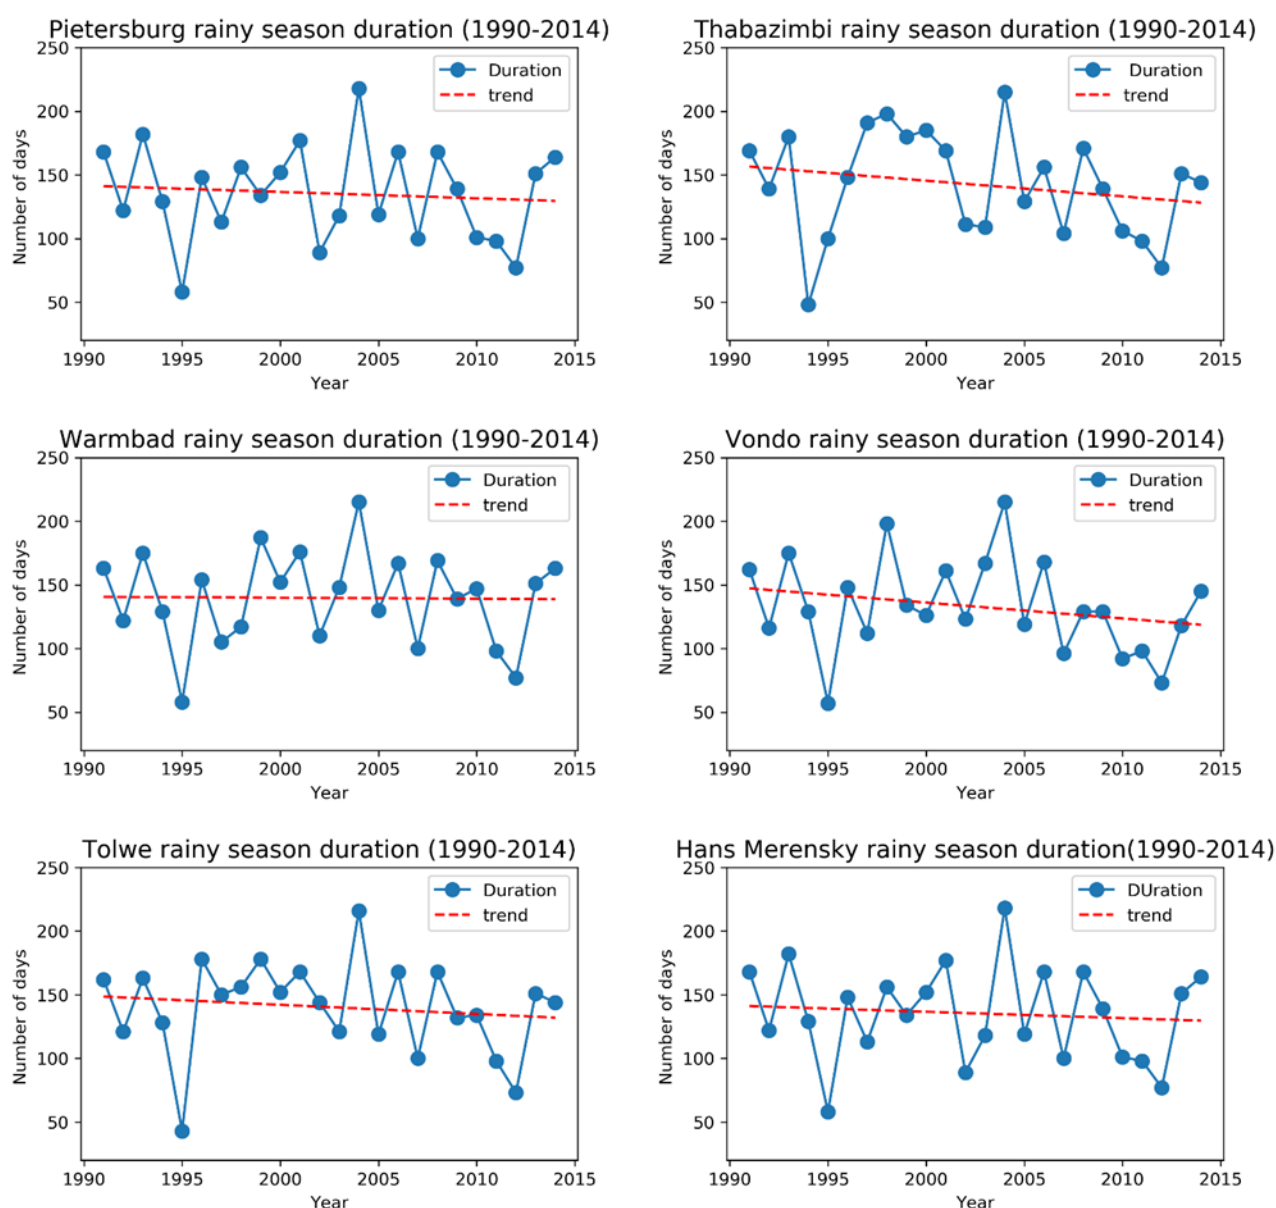 Pietersburg rainy season duration (1990-2014)
Number of days
250
200
150
100
50
Duration
trend
1990 1995 2000 2005 2010 2015
Year
Thabazimbi rainy season duration (1990-2014)
Number of days
250
200
150
100
50
Duration
trend
1990 1995 2000 2005 2010 2015
Year
Warmbad rainy season duration (1990-2014)
Number of days
250
200
150
100
50
Duration
trend
1990 1995 2000 2005 2010 2015
Year
Vondo rainy season duration (1990-2014)
Number of days
250
200
150
100
50
Duration
trend
1990 1995 2000 2005 2010 2015
Year
Tolwe rainy season duration (1990-2014)
Number of days
250
200
150
100
50
Duration
trend
1990 1995 2000 2005 2010 2015
Year
Hans Merensky rainy season duration(1990-2014)
Number of days
250
200
150
100
50
DUration
trend
1990 1995 2000 2005 2010 2015
Year